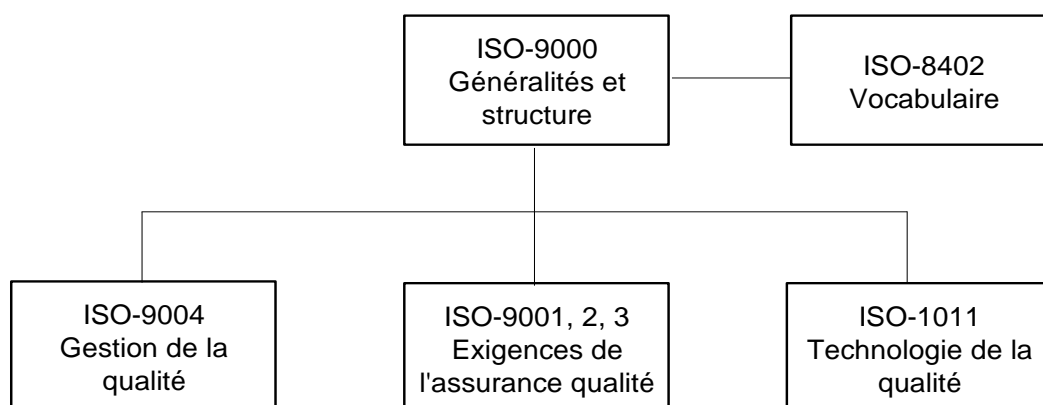 ISO-9000
Généralités et
structure
ISO-8402
Vocabulaire
ISO-9004
Gestion de la
qualité
ISO-9001, 2, 3
Exigences de
l'assurance qualité
ISO-1011
Technologie de la
qualité